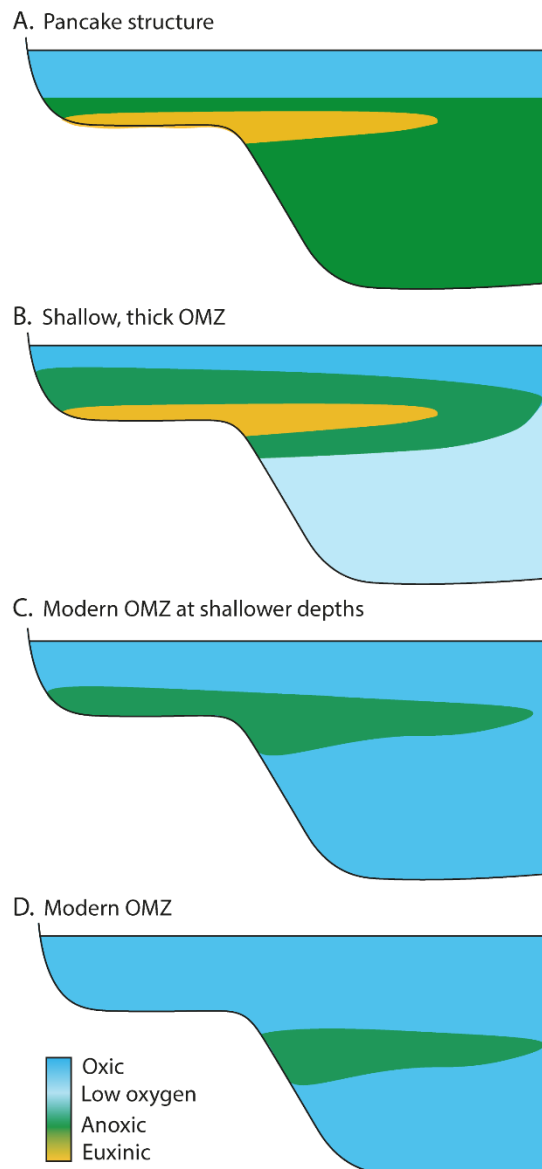 A. Pancake structure
B. Shallow, thick OMZ
C. Modern OMZ at shallower depths
D. Modern OMZ
Oxic
Low oxygen
Anoxic
Euxinic